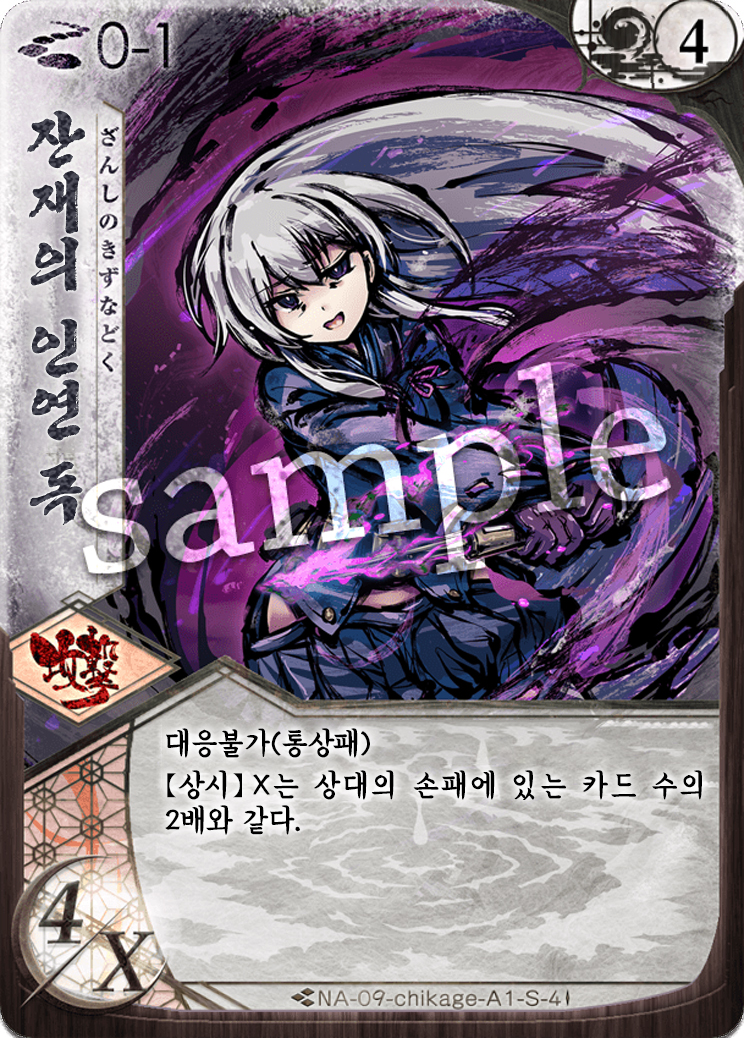 0-1
4
잔재의 인연 독
ざんしのきずなどく
sample
攻撃
대응불가(통상패)
【상시】X는 상대의 손패에 있는 카드 수의
2배와 같다.
4/X
NA-09-chikage-A1-S-4